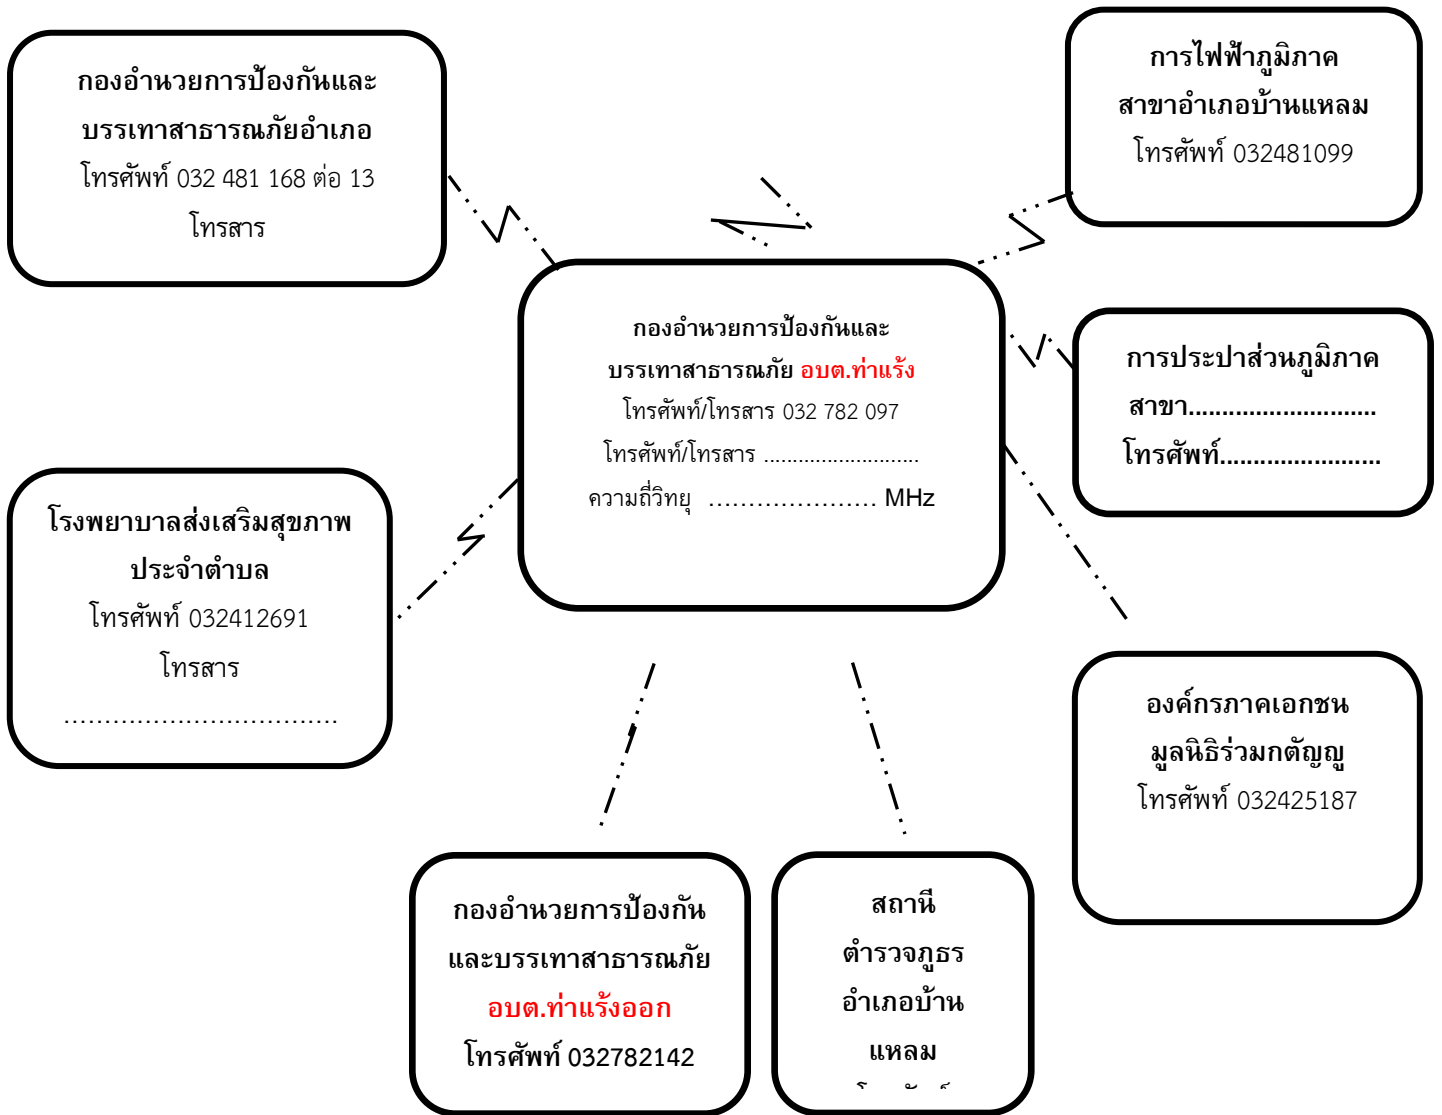 กองอำนวยการป้องกันและ
บรรเทาสาธารณภัยอำเภอ
โทรศัพท์ 032 481 168 ต่อ 13
โทรสาร
การไฟฟ้าภูมิภาค
สาขาอำเภอบ้านแหลม
โทรศัพท์ 032481099
กองอำนวยการป้องกันและ
บรรเทาสาธารณภัย อบต.ท่าแร้ง
โทรศัพท์/โทรสาร 032 782 097
โทรศัพท์/โทรสาร ...........................
ความถี่วิทยุ ..................... MHz
การประปาส่วนภูมิภาค
สาขา............................
โทรศัพท์........................
โรงพยาบาลส่งเสริมสุขภาพ
ประจำตำบล
โทรศัพท์ 032412691
โทรสาร
..................................
องค์กรภาคเอกชน
มูลนิธิร่วมกตัญญู
โทรศัพท์ 032425187
กองอำนวยการป้องกัน
และบรรเทาสาธารณภัย
อบต.ท่าแร้งออก
โทรศัพท์ 032782142
สถานี
ตำรวจภูธร
อำเภอบ้าน
แหลม